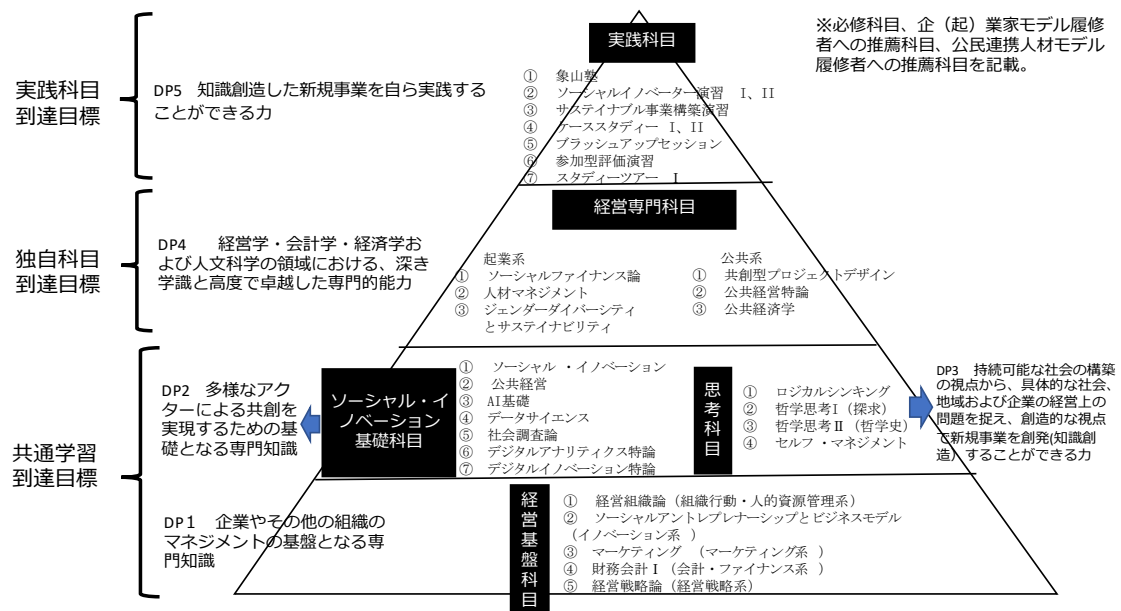 ※必修科目、企（起）業家モデル履修
者への推薦科目、公民連携人材モデル
履修者への推薦科目を記載。
実践科目
到達目標
DP5　知識創造した新規事業を自ら実践する
ことができる力
実践科目
①　象山塾
②　ソーシャルイノベーター演習　I、II
③　サステイナブル事業構築演習
④　ケーススタディー　I、II
⑤　ブラッシュアップセッション
⑥　参加型評価演習
⑦　スタディーツアー　I
独自科目
到達目標
DP4　　経営学・会計学・経済学お
よび人文科学の領域における、深き
学識と高度で卓越した専門的能力
経営専門科目
起業系
①　ソーシャルファイナンス論
②　人材マネジメント
③　ジェンダーダイバーシティ
とサステイナビリティ
公共系
①　共創型プロジェクトデザイン
②　公共経営特論
③　公共経済学
共通学習
到達目標
DP2　多様なアク
ターによる共創を
実現するための基
礎となる専門知識
ソーシャル・イ
ノベーション
基礎科目
①　ソーシャル・イノベーション
②　公共経営
③　AI基礎
④　データサイエンス
⑤　社会調査論
⑥　デジタルアナリティクス特論
⑦　デジタルイノベーション特論
思考科目
①　ロジカルシンキング
②　哲学思考I（探求）
③　哲学思考Ⅱ（哲学史）
④　セルフ・マネジメント
DP3　持続可能な社会の構築
の視点から、具体的な社会、
地域および企業の経営上の
問題を捉え、創造的な視点
で新規事業を創発(知識創
造）することができる力
DP1　企業やその他の組織の
マネジメントの基盤となる専
門知識
経営基盤科目
①　経営組織論（組織行動・人的資源管理系）
②　ソーシャルアントレプレナーシップとビジネスモデル
（イノベーション系 ）
③　マーケティング （マーケティング系 ）
④　財務会計Ｉ（会計・ファイナンス系 ）
⑤　経営戦略論（経営戦略系）